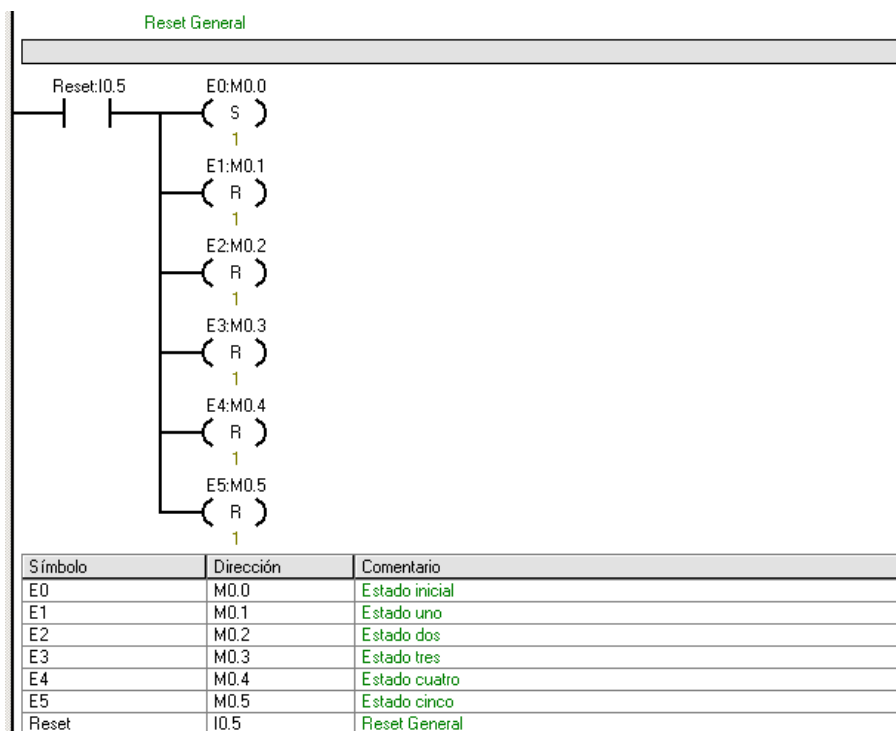 Reset General
Reset:I0.5 E0:M0.0
S
1
E1:M0.1
R
1
E2:M0.2
R
1
E3:M0.3
R
1
E4:M0.4
R
1
E5:M0.5
R
1
Símbolo Dirección Comentario
E0 M0.0 Estado inicial
E1 M0.1 Estado uno
E2 M0.2 Estado dos
E3 M0.3 Estado tres
E4 M0.4 Estado cuatro
E5 M0.5 Estado cinco
Reset I0.5 Reset General